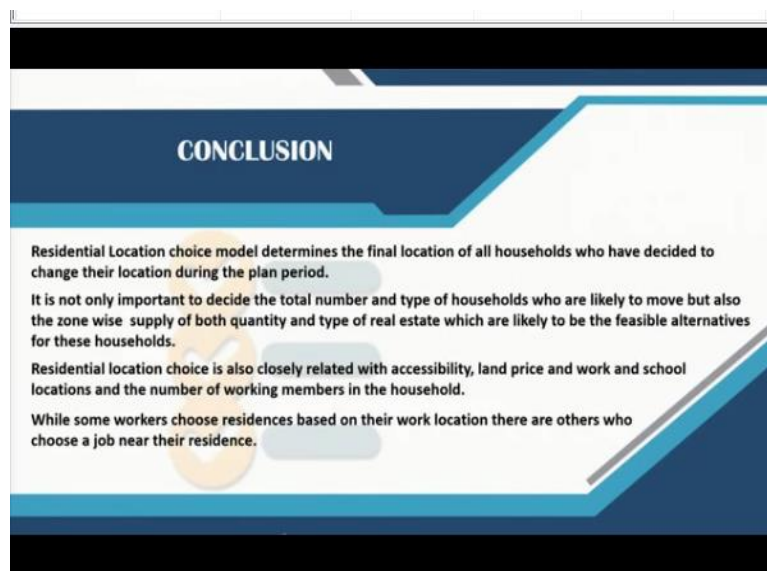 CONCLUSION
Residential Location choice model determines the final location of all households who have decided to
change their location during the plan period.
It is not only important to decide the total number and type of households who are likely to move but also
the zone wise supply of both quantity and type of real estate which are likely to be the feasible alternatives
for these households.
Residential location choice is also closely related with accessibility, land price and work and school
locations and the number of working members in the household.
While some workers choose residences based on their work location there are others who
choose a job near their residence.